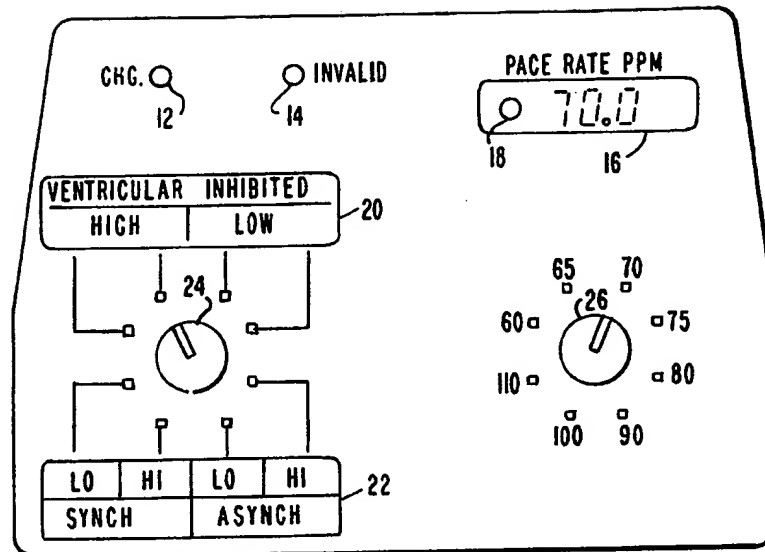 CHG. INVALID
12 14
PACE RATE PPM
70.0
18 16
VENTRICULAR INHIBITED
HIGH LOW
20
24
65 70
60 26 75
110 80
100 90
LO HI LO HI
SYNCH ASYNCH
22